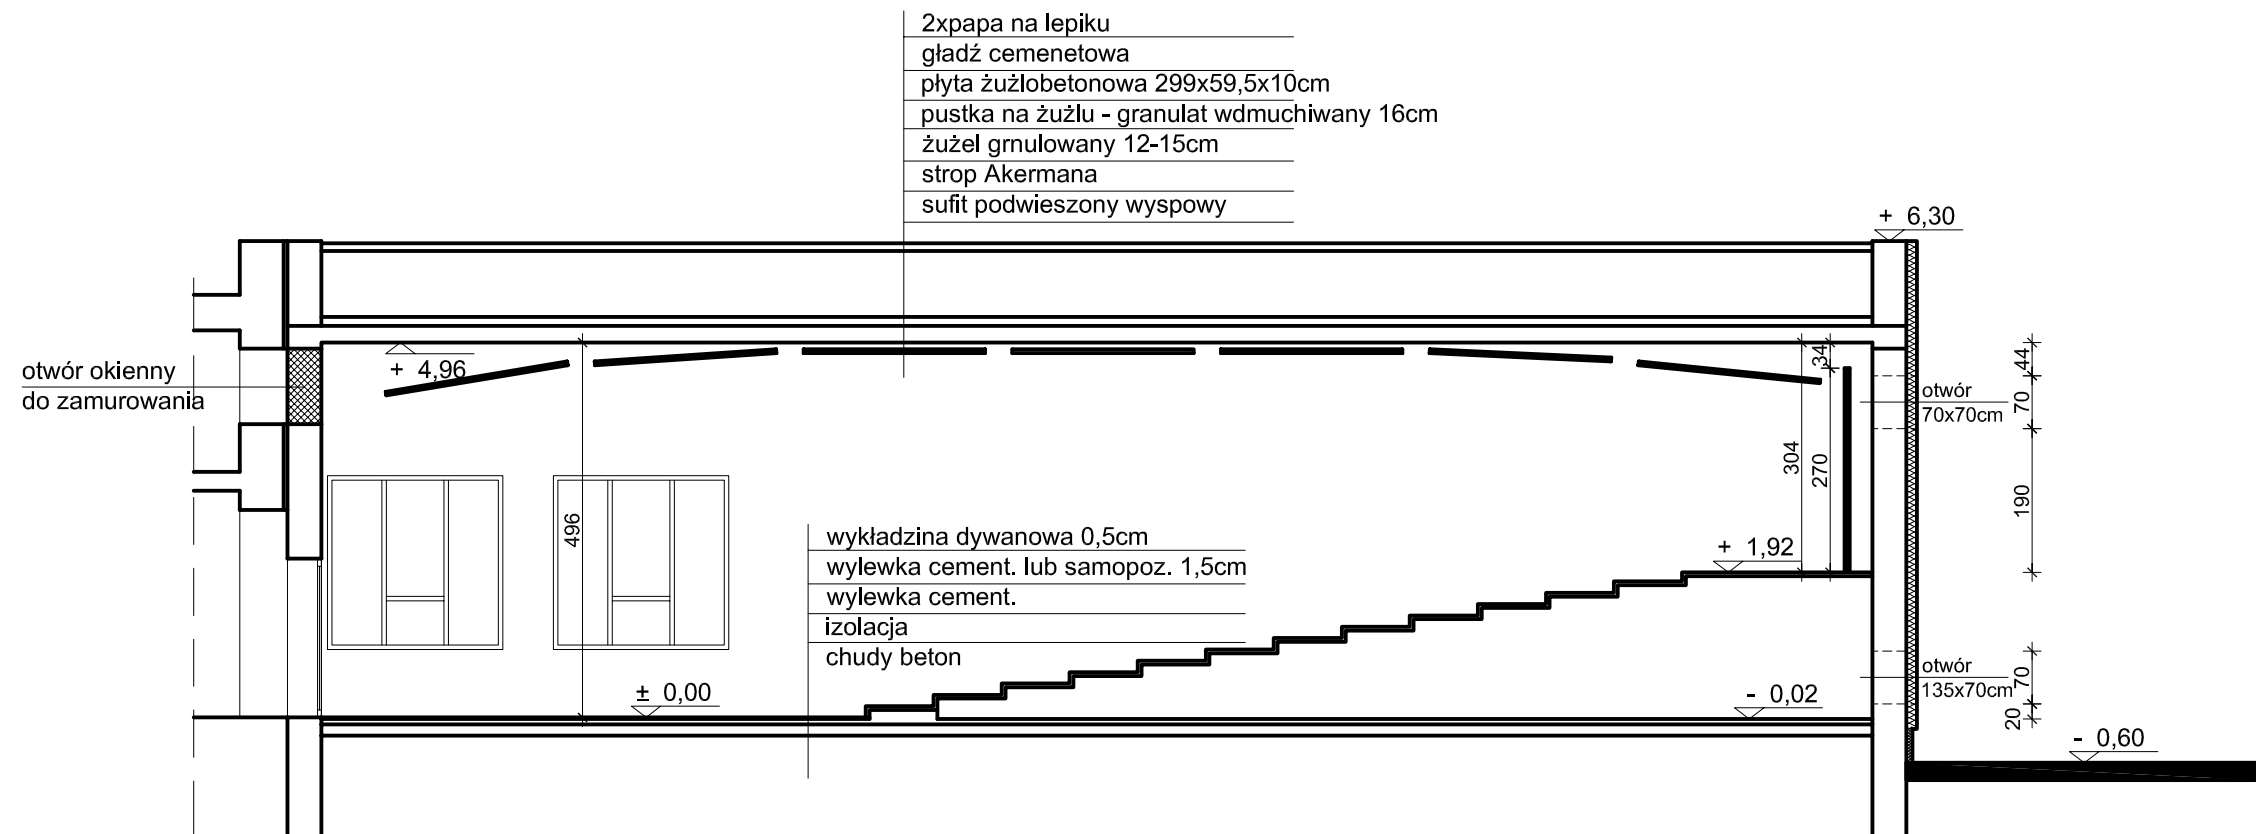 2xpapa na lepiku
gładź cemenetowa
płyta żużlobetonowa 299x59,5x10cm
pustka na żużlu - granulat wdmuchiwany 16cm
żużel grnulowany 12-15cm
strop Akermana
sufit podwieszony wyspowy
+ 6,30
+ 4,96
otwór okienny
do zamurowania
34
44
otwór
70x70cm
70
304
270
190
496
wykładzina dywanowa 0,5cm
wylewka cement. lub samopoz. 1,5cm
wylewka cement.
izolacja
chudy beton
+ 1,92
± 0,00
- 0,02
otwór
135x70cm
70
20
- 0,60